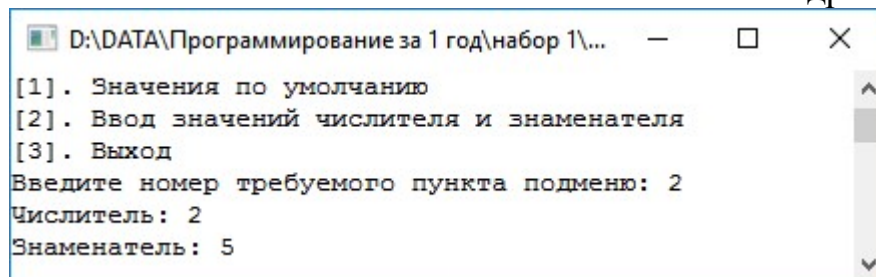 D:\DATA\Программирование за 1 год\набор 1\...
[1]. Значения по умолчанию
[2]. Ввод значений числителя и знаменателя
[3]. Выход
Введите номер требуемого пункта подменю: 2
Числитель: 2
Знаменатель: 5